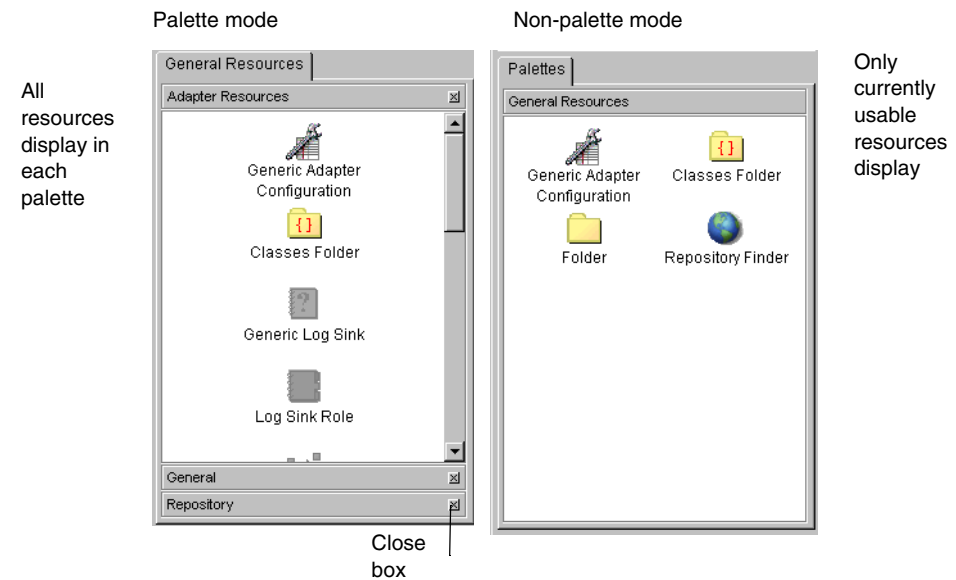 Palette mode
Non-palette mode
All
resources
display in
each
palette
General Resources
Adapter Resources
Generic Adapter
Configuration
Classes Folder
Generic Log Sink
Log Sink Role
General
Repository
Close
box
Palettes
General Resources
Generic Adapter
Configuration
Classes Folder
Folder
Repository Finder
Only
currently
usable
resources
display